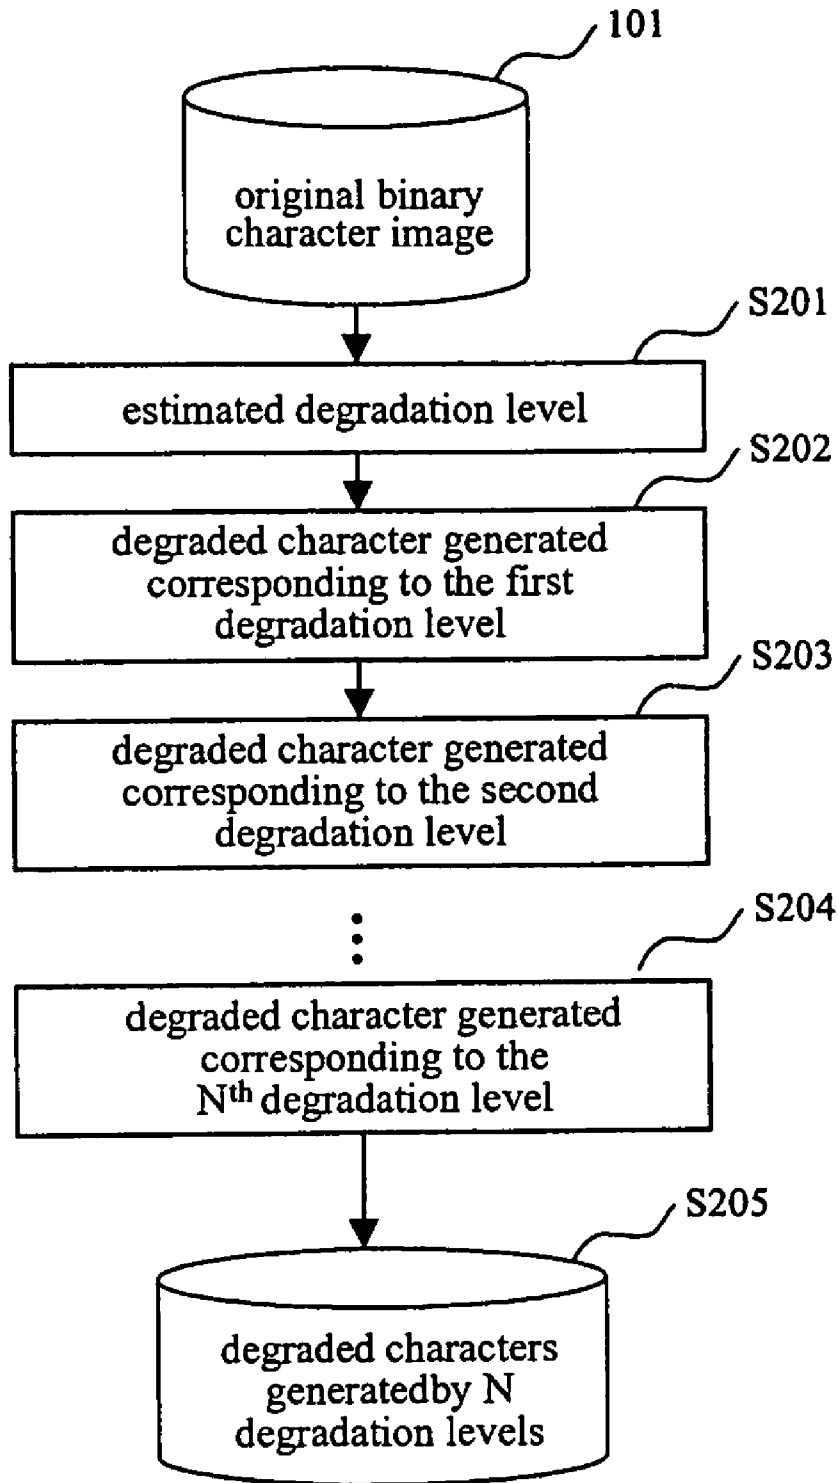 101
original binary
character image
S201
estimated degradation level
S202
degraded character generated
corresponding to the first
degradation level
S203
degraded character generated
corresponding to the second
degradation level
S204
degraded character generated
corresponding to the
Nth degradation level
S205
degraded characters
generatedby N
degradation levels